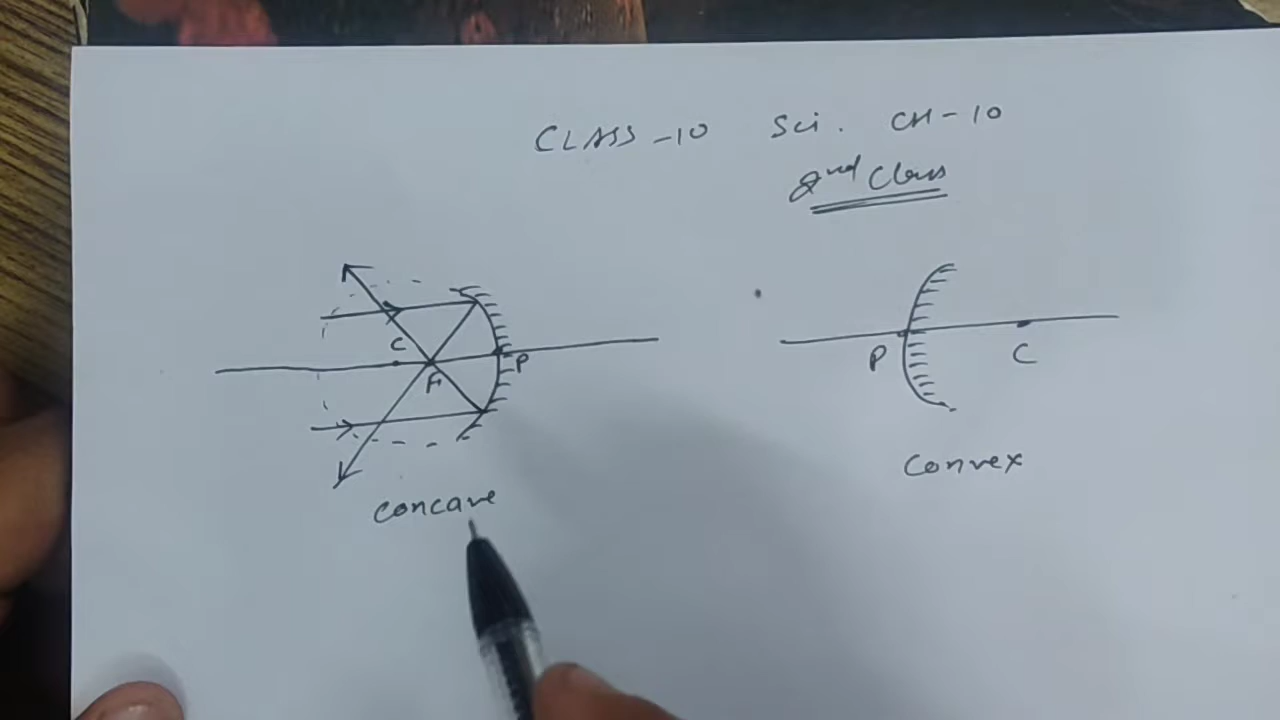 CLASS-10 Sci. CH-10
2nd Class
C
F
P
P
C
Concave
Convex